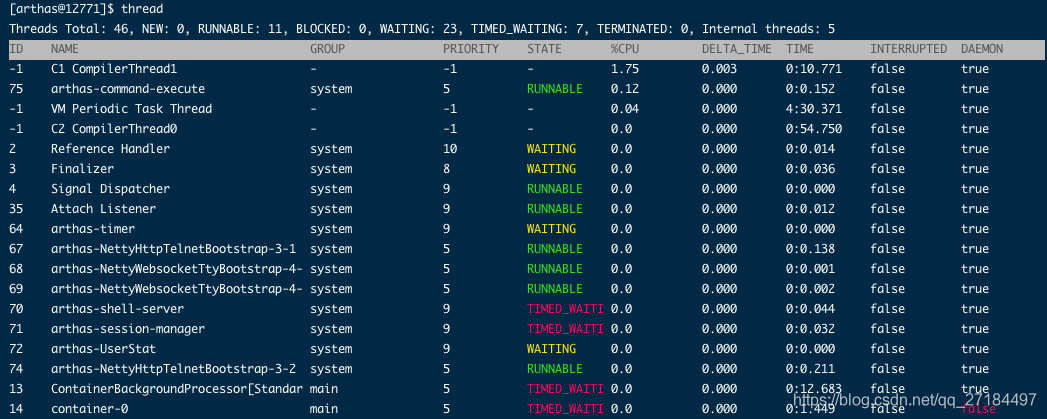 [arthas@12771]$ thread
Threads Total: 46, NEW: 0, RUNNABLE: 11, BLOCKED: 0, WAITING: 23, TIMED_WAITING: 7, TERMINATED: 0, Internal threads: 5
ID NAME GROUP PRIORITY STATE %CPU DELTA_TIME TIME INTERRUPTED DAEMON
-1 C1 CompilerThread1 - -1 - 1.75 0.003 0:10.771 false true
75 arthas-command-execute system 5 RUNNABLE 0.12 0.000 0:0.152 false true
-1 VM Periodic Task Thread - -1 - 0.04 0.000 4:30.371 false true
-1 C2 CompilerThread0 - -1 - 0.0 0.000 0:54.750 false true
2 Reference Handler system 10 WAITING 0.0 0.000 0:0.014 false true
3 Finalizer system 8 WAITING 0.0 0.000 0:0.036 false true
4 Signal Dispatcher system 9 RUNNABLE 0.0 0.000 0:0.000 false true
35 Attach Listener system 9 RUNNABLE 0.0 0.000 0:0.012 false true
64 arthas-timer system 9 WAITING 0.0 0.000 0:0.000 false true
67 arthas-NettyHttpTelnetBootstrap-3-1 system 5 RUNNABLE 0.0 0.000 0:0.138 false true
68 arthas-NettyWebsocketTtyBootstrap-4- system 5 RUNNABLE 0.0 0.000 0:0.001 false true
69 arthas-NettyWebsocketTtyBootstrap-4- system 5 RUNNABLE 0.0 0.000 0:0.002 false true
70 arthas-shell-server system 9 TIMED_WAITI 0.0 0.000 0:0.044 false true
71 arthas-session-manager system 9 TIMED_WAITI 0.0 0.000 0:0.032 false true
72 arthas-UserStat system 9 WAITING 0.0 0.000 0:0.000 false true
74 arthas-NettyHttpTelnetBootstrap-3-2 system 5 RUNNABLE 0.0 0.000 0:0.211 false true
13 ContainerBackgroundProcessor[Standar main 5 TIMED_WAITI 0.0 0.000 0:12.683 false true
14 container-0 main 5 TIMED_WAITI 0.0 0.000 0:1.449 false false
https://blog.csdn.net/qq_27184497